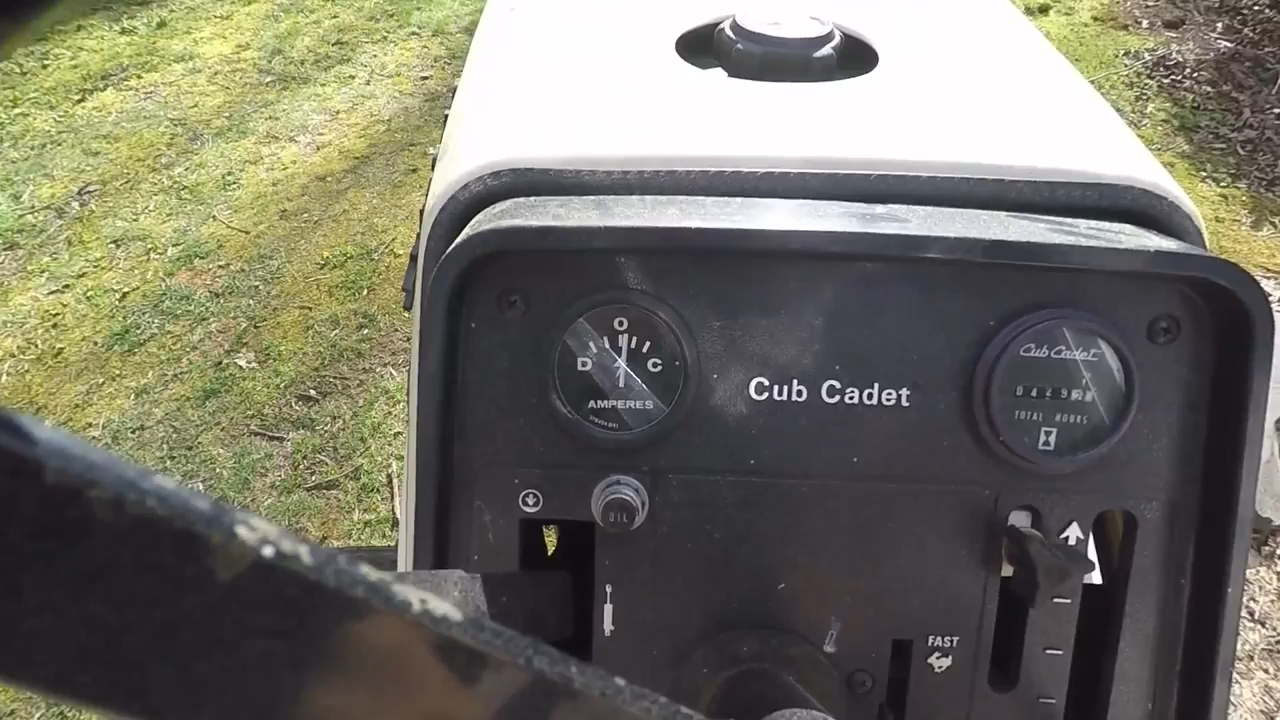 O
D C
AMPERES
Cub Cadet
Cub Cadet
TOTAL HOURS
OIL
FAST